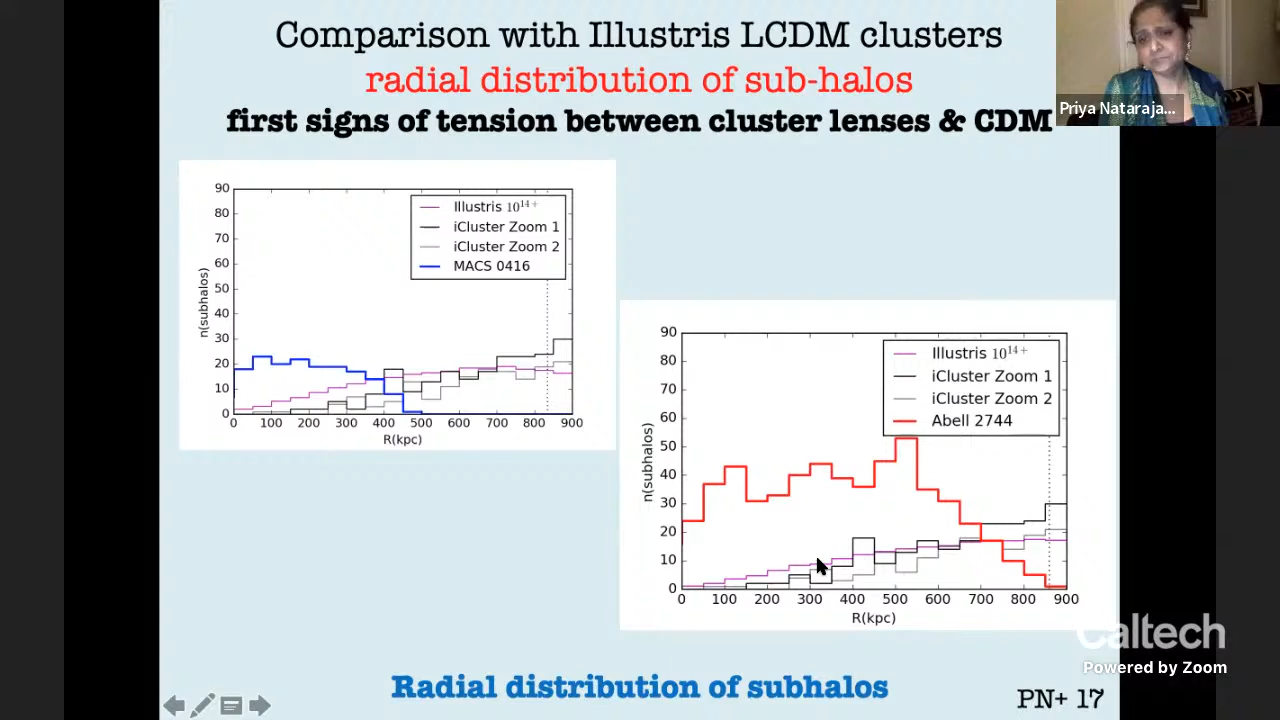 Comparison with Illustris LCDM clusters
radial distribution of sub-halos
first signs of tension between cluster lenses & CDM
Priya Nataraja...
90
80
70
60
50
40
30
20
10
0
n(subhalos)
Illustris 10^14+
iCluster Zoom 1
iCluster Zoom 2
MACS 0416
0 100 200 300 400 500 600 700 800 900
R(kpc)
90
80
70
60
50
40
30
20
10
0
n(subhalos)
Illustris 10^14+
iCluster Zoom 1
iCluster Zoom 2
Abell 2744
0 100 200 300 400 500 600 700 800 900
R(kpc)
Caltech
Powered by Zoom
Radial distribution of subhalos
PN+ 17